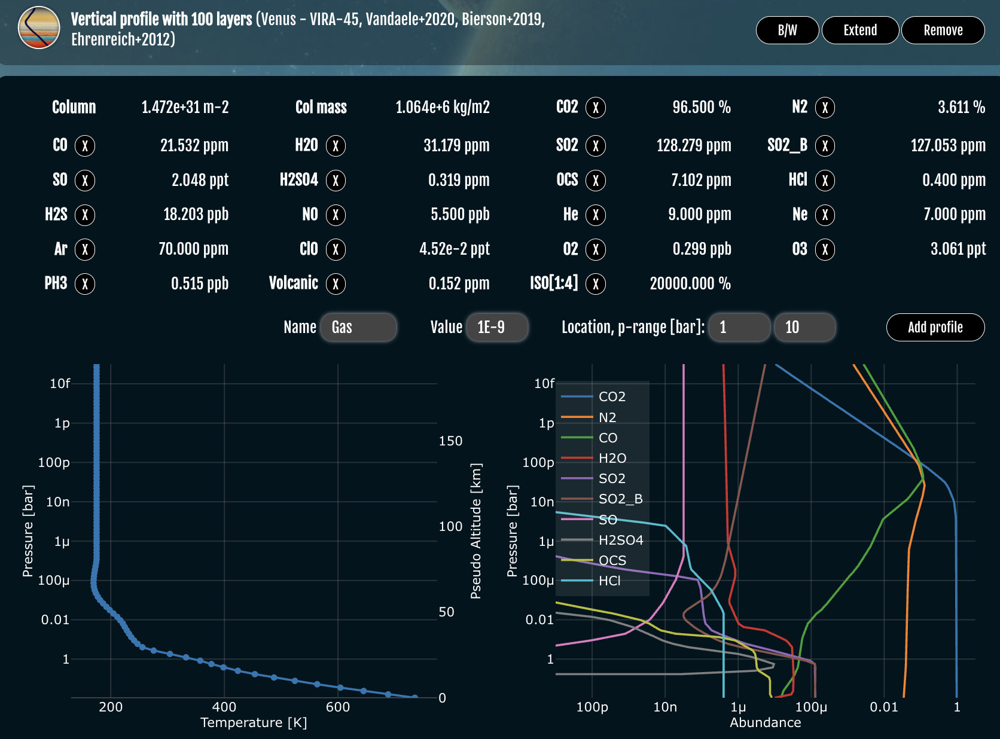 Vertical profile with 100 layers (Venus - VIRA-45, Vandaele+2020, Bierson+2019,
Ehrenreich+2012)
B/W Extend Remove
Column 1.472e+31 m-2 Col mass 1.064e+6 kg/m2 CO2 X 96.500 % N2 X 3.611 %
CO X 21.532 ppm H2O X 31.179 ppm SO2 X 128.279 ppm SO2_B X 127.053 ppm
SO X 2.048 ppt H2SO4 X 0.319 ppm OCS X 7.102 ppm HCl X 0.400 ppm
H2S X 18.203 ppb NO X 5.500 ppb He X 9.000 ppm Ne X 7.000 ppm
Ar X 70.000 ppm ClO X 4.52e-2 ppt O2 X 0.299 ppb O3 X 3.061 ppt
PH3 X 0.515 ppb Volcanic X 0.152 ppm ISO[1:4] X 20000.000 %
Name Gas Value 1E-9 Location, p-range [bar]: 1 10 Add profile
10f
1p
100p
10n
1μ
100μ
0.01
1
Pressure [bar]
150
100
50
0
Pseudo Altitude [km]
200 400 600
Temperature [K]
10f
1p
100p
10n
1μ
100μ
0.01
1
Pressure [bar]
CO2
N2
CO
H2O
SO2
SO2_B
SO
H2SO4
OCS
HCl
100p 10n 1μ 100μ 0.01 1
Abundance